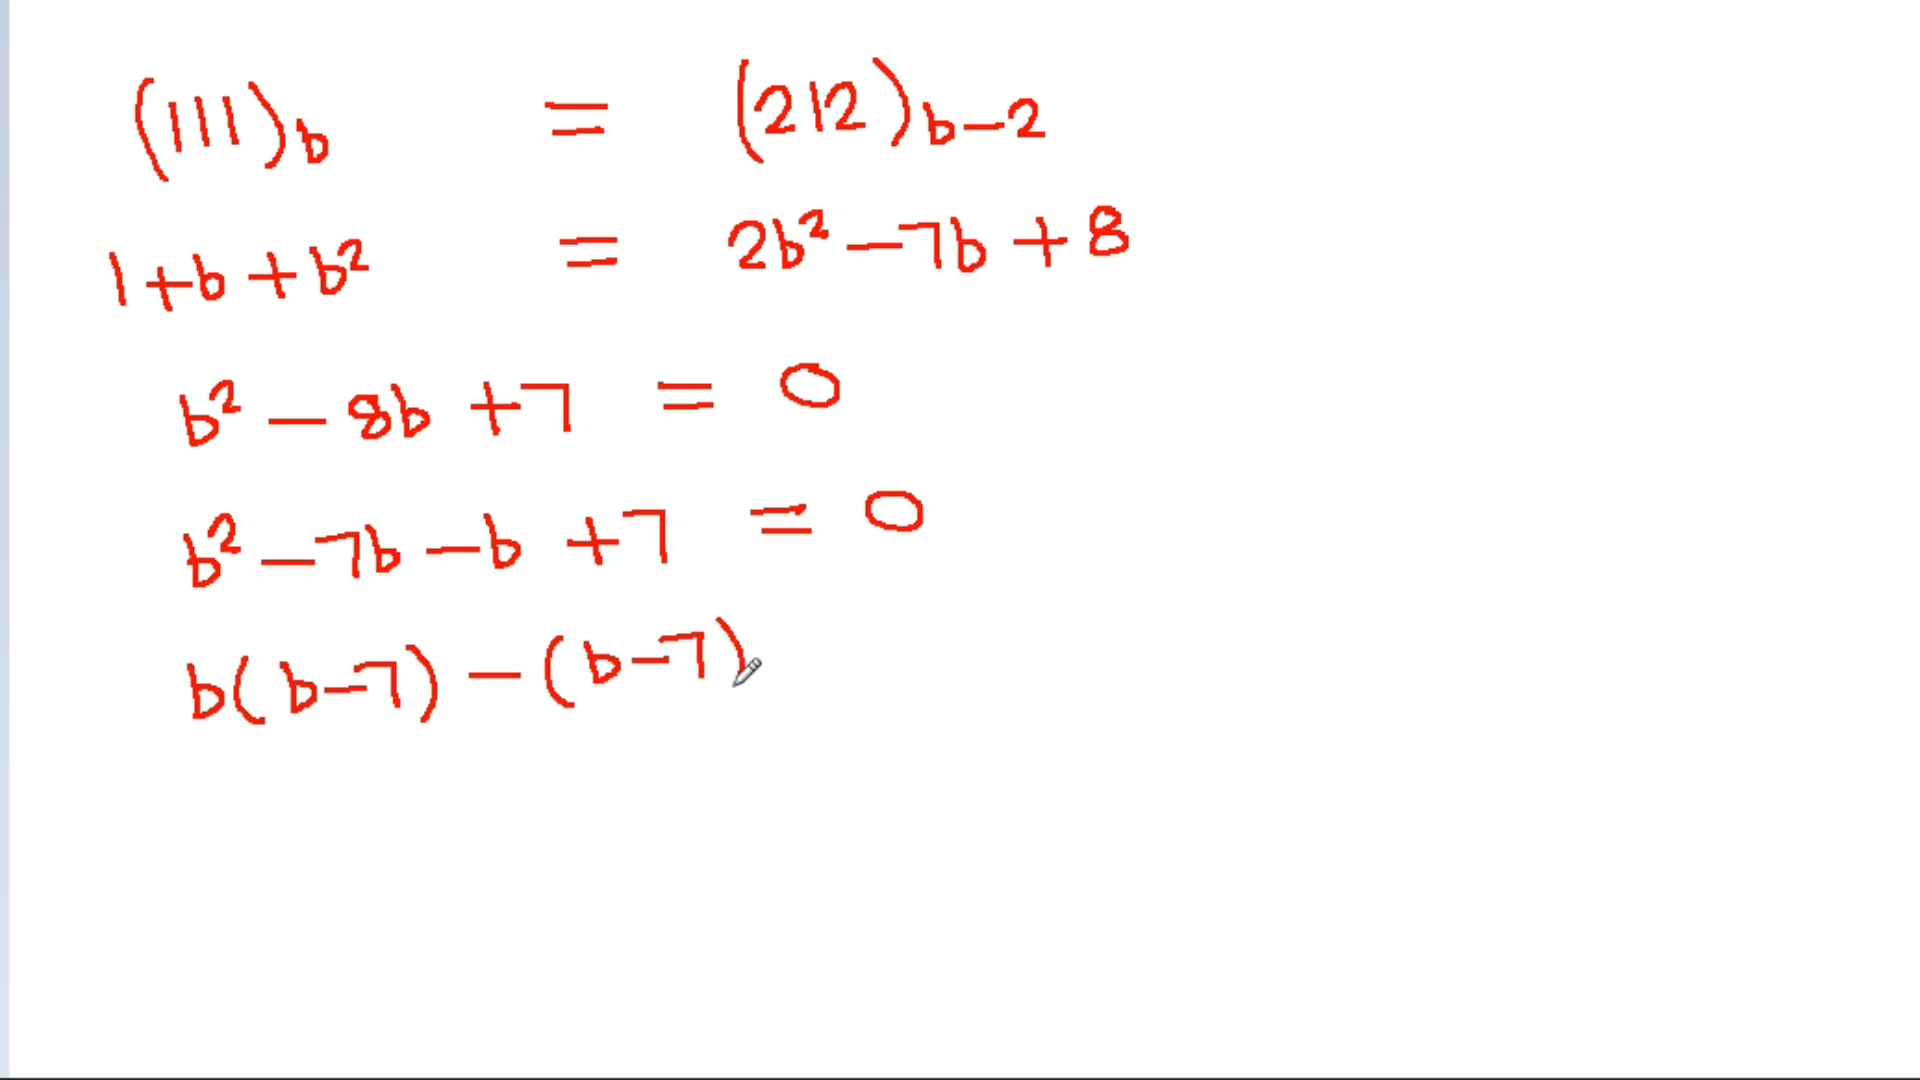 (111)b = (212)b-2
1 + b + b² = 2b² - 7b + 8
b² - 8b + 7 = 0
b² - 7b - b + 7 = 0
b(b-7) - (b-7)